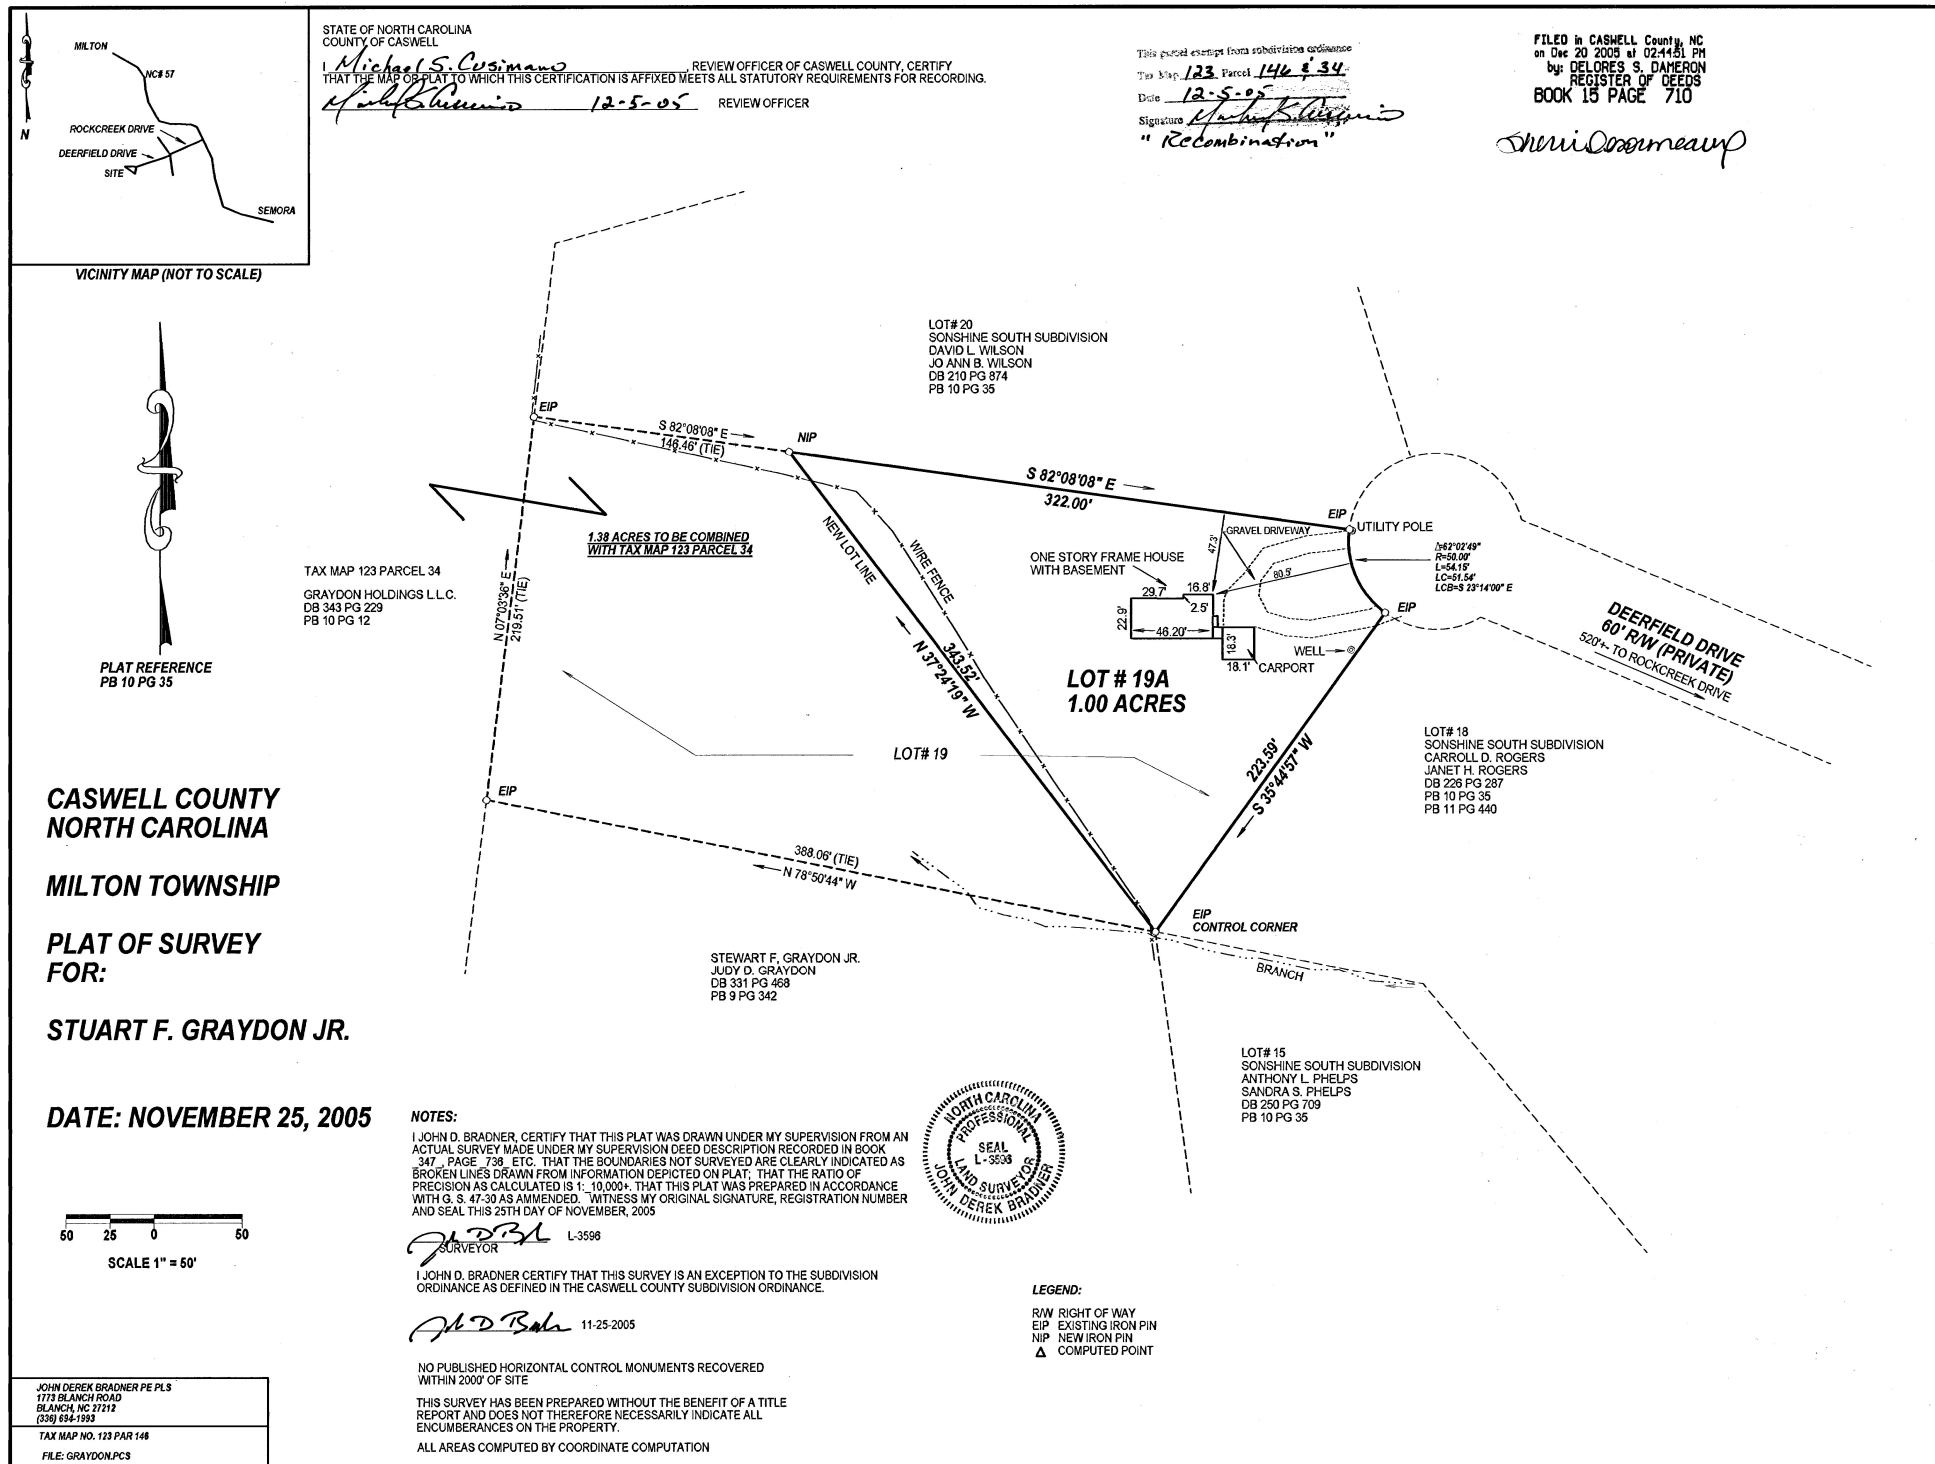 MILTON
NC# 57
ROCKCREEK DRIVE
DEERFIELD DRIVE
SITE
SEMORA
N
VICINITY MAP (NOT TO SCALE)
STATE OF NORTH CAROLINA
COUNTY OF CASWELL
I Michael S. Cusimano, REVIEW OFFICER OF CASWELL COUNTY, CERTIFY
THAT THE MAP OR PLAT TO WHICH THIS CERTIFICATION IS AFFIXED MEETS ALL STATUTORY REQUIREMENTS FOR RECORDING.
12-5-05 REVIEW OFFICER
This parcel exempt from subdivision ordinance
Tax Map 123 Parcel 146 & 34
Date 12-5-05
Signature
"Recombination"
FILED in CASWELL County, NC
on Dec 20 2005 at 02:44:51 PM
by: DELORES S. DAMERON
REGISTER OF DEEDS
BOOK 15 PAGE 710
PLAT REFERENCE
PB 10 PG 35
LOT# 20
SONSHINE SOUTH SUBDIVISION
DAVID L. WILSON
JO ANN B. WILSON
DB 210 PG 874
PB 10 PG 35
EIP
S 82°08'08" E
146.46' (TIE)
NIP
S 82°08'08" E
322.00'
EIP
UTILITY POLE
1.38 ACRES TO BE COMBINED
WITH TAX MAP 123 PARCEL 34
NEW LOT LINE
WIRE FENCE
TAX MAP 123 PARCEL 34
GRAYDON HOLDINGS L.L.C.
DB 343 PG 229
PB 10 PG 12
N 07°03'36" E
219.51' (TIE)
GRAVEL DRIVEWAY
47.3'
80.5'
ONE STORY FRAME HOUSE
WITH BASEMENT
29.7'
16.8'
2.5'
22.9'
46.20'
18.3'
18.1'
CARPORT
WELL
Δ=62°02'49"
R=50.00'
L=54.15'
LC=51.54'
LCB=S 23°14'00" E
EIP
DEERFIELD DRIVE
60' R/W (PRIVATE)
520'+- TO ROCKCREEK DRIVE
343.52'
N 37°24'19" W
LOT # 19A
1.00 ACRES
223.59'
S 35°44'57" W
LOT# 19
LOT# 18
SONSHINE SOUTH SUBDIVISION
CARROLL D. ROGERS
JANET H. ROGERS
DB 226 PG 287
PB 10 PG 35
PB 11 PG 440
EIP
388.06' (TIE)
N 78°50'44" W
EIP
CONTROL CORNER
BRANCH
STEWART F, GRAYDON JR.
JUDY D. GRAYDON
DB 331 PG 468
PB 9 PG 342
LOT# 15
SONSHINE SOUTH SUBDIVISION
ANTHONY L. PHELPS
SANDRA S. PHELPS
DB 250 PG 709
PB 10 PG 35
CASWELL COUNTY
NORTH CAROLINA
MILTON TOWNSHIP
PLAT OF SURVEY
FOR:
STUART F. GRAYDON JR.
DATE: NOVEMBER 25, 2005
50 25 0 50
SCALE 1" = 50'
NOTES:
I JOHN D. BRADNER, CERTIFY THAT THIS PLAT WAS DRAWN UNDER MY SUPERVISION FROM AN
ACTUAL SURVEY MADE UNDER MY SUPERVISION DEED DESCRIPTION RECORDED IN BOOK
_347_, PAGE_736_ETC. THAT THE BOUNDARIES NOT SURVEYED ARE CLEARLY INDICATED AS
BROKEN LINES DRAWN FROM INFORMATION DEPICTED ON PLAT; THAT THE RATIO OF
PRECISION AS CALCULATED IS 1:_10,000+. THAT THIS PLAT WAS PREPARED IN ACCORDANCE
WITH G. S. 47-30 AS AMMENDED. WITNESS MY ORIGINAL SIGNATURE, REGISTRATION NUMBER
AND SEAL THIS 25TH DAY OF NOVEMBER, 2005
L-3596
SURVEYOR
I JOHN D. BRADNER CERTIFY THAT THIS SURVEY IS AN EXCEPTION TO THE SUBDIVISION
ORDINANCE AS DEFINED IN THE CASWELL COUNTY SUBDIVISION ORDINANCE.
11-25-2005
NO PUBLISHED HORIZONTAL CONTROL MONUMENTS RECOVERED
WITHIN 2000' OF SITE
THIS SURVEY HAS BEEN PREPARED WITHOUT THE BENEFIT OF A TITLE
REPORT AND DOES NOT THEREFORE NECESSARILY INDICATE ALL
ENCUMBERANCES ON THE PROPERTY.
ALL AREAS COMPUTED BY COORDINATE COMPUTATION
NORTH CAROLINA
PROFESSIONAL
SEAL
L-3596
LAND SURVEYOR
JOHN DEREK BRADNER
LEGEND:
R/W RIGHT OF WAY
EIP EXISTING IRON PIN
NIP NEW IRON PIN
Δ COMPUTED POINT
JOHN DEREK BRADNER PE PLS
1773 BLANCH ROAD
BLANCH, NC 27212
(336) 694-1993
TAX MAP NO. 123 PAR 146
FILE: GRAYDON.PCS